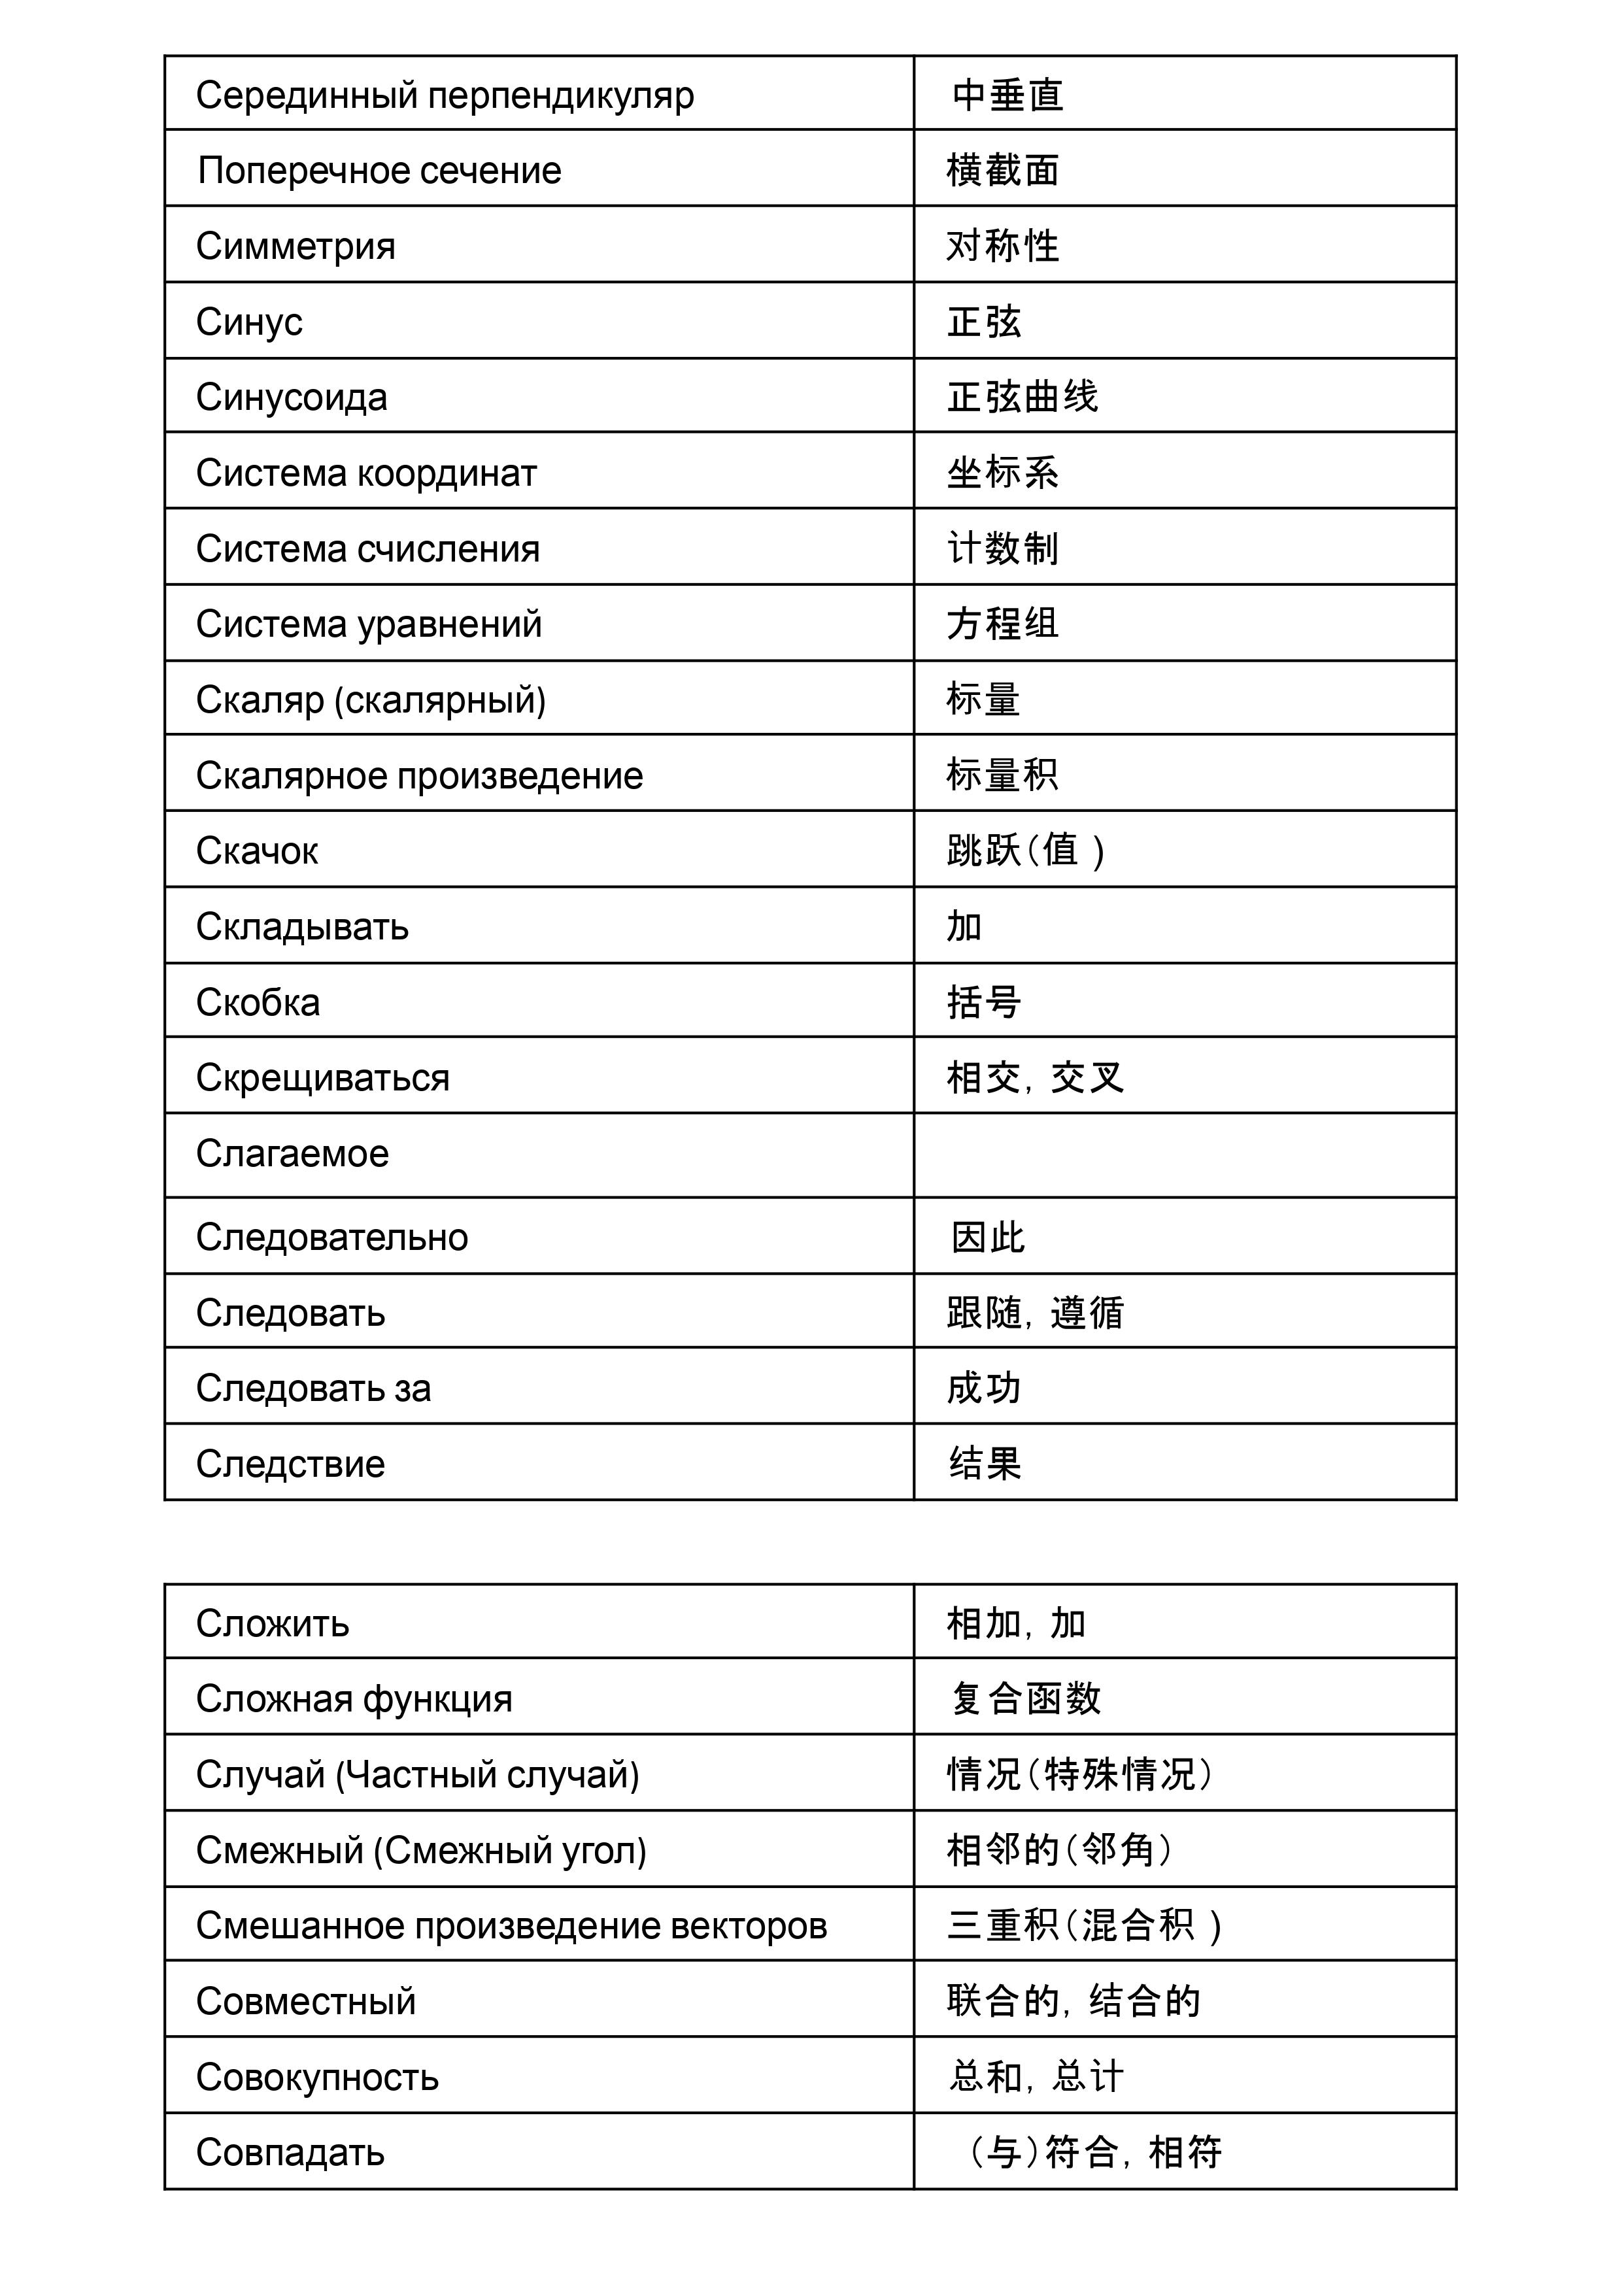 Серединный перпендикуляр 中垂直
Поперечное сечение 横截面
Симметрия 对称性
Синус 正弦
Синусоида 正弦曲线
Система координат 坐标系
Система счисления 计数制
Система уравнений 方程组
Скаляр (скалярный) 标量
Скалярное произведение 标量积
Скачок 跳跃(值 )
Складывать 加
Скобка 括号
Скрещиваться 相交, 交叉
Слагаемое
Следовательно 因此
Следовать 跟随, 遵循
Следовать за 成功
Следствие 结果
Сложить 相加, 加
Сложная функция 复合函数
Случай (Частный случай) 情况(特殊情况)
Смежный (Смежный угол) 相邻的(邻角)
Смешанное произведение векторов 三重积(混合积 )
Совместный 联合的, 结合的
Совокупность 总和, 总计
Совпадать (与)符合, 相符